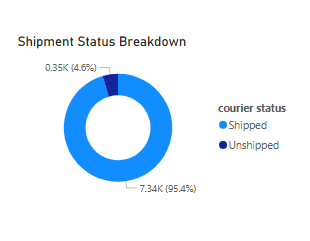 Shipment Status Breakdown
0.35K (4.6%)
courier status
Shipped
Unshipped
7.34K (95.4%)